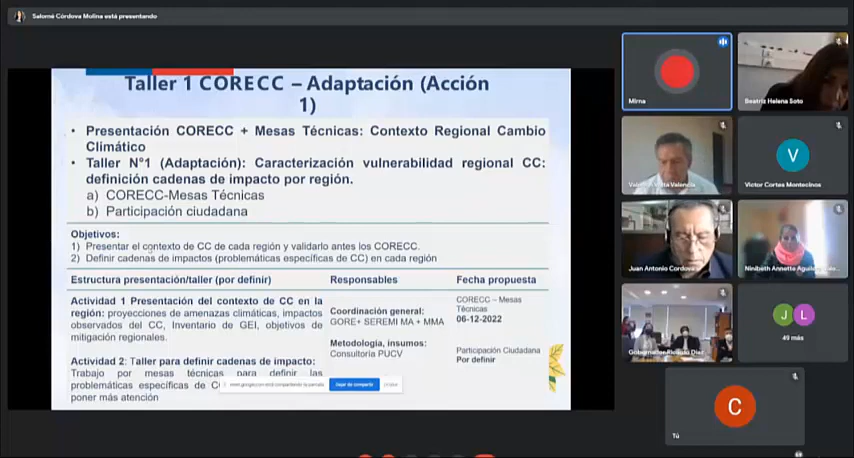 Salomé Córdova Molina está presentando
Taller 1 CORECC – Adaptación (Acción
1)
• Presentación CORECC + Mesas Técnicas: Contexto Regional Cambio
Climático
• Taller N°1 (Adaptación): Caracterización vulnerabilidad regional CC:
definición cadenas de impacto por región.
a) CORECC-Mesas Técnicas
b) Participación ciudadana
Objetivos:
1) Presentar el contexto de CC de cada región y validarlo antes los CORECC.
2) Definir cadenas de impactos (problemáticas específicas de CC) en cada región
Estructura presentación/taller (por definir)
Responsables
Fecha propuesta
Actividad 1 Presentación del contexto de CC en la
región: proyecciones de amenazas climáticas, impactos
observados del CC, Inventario de GEI, objetivos de
mitigación regionales.
Actividad 2: Taller para definir cadenas de impacto:
Trabajo por mesas técnicas para definir las
problemáticas específicas de
poner más atención
Coordinación general:
GORE+ SEREMI MA + MMA
Metodología, insumos:
Consultoría PUCV
CORECC – Mesas
Técnicas
06-12-2022
Participación Ciudadana
Por definir
Dejar de compartir
Mirna
Beatriz Helena Soto
V
Victor Cortes Montecinos
Juan Antonio Cordova
Ninibeth Annette
J L
49 más
C
Tú